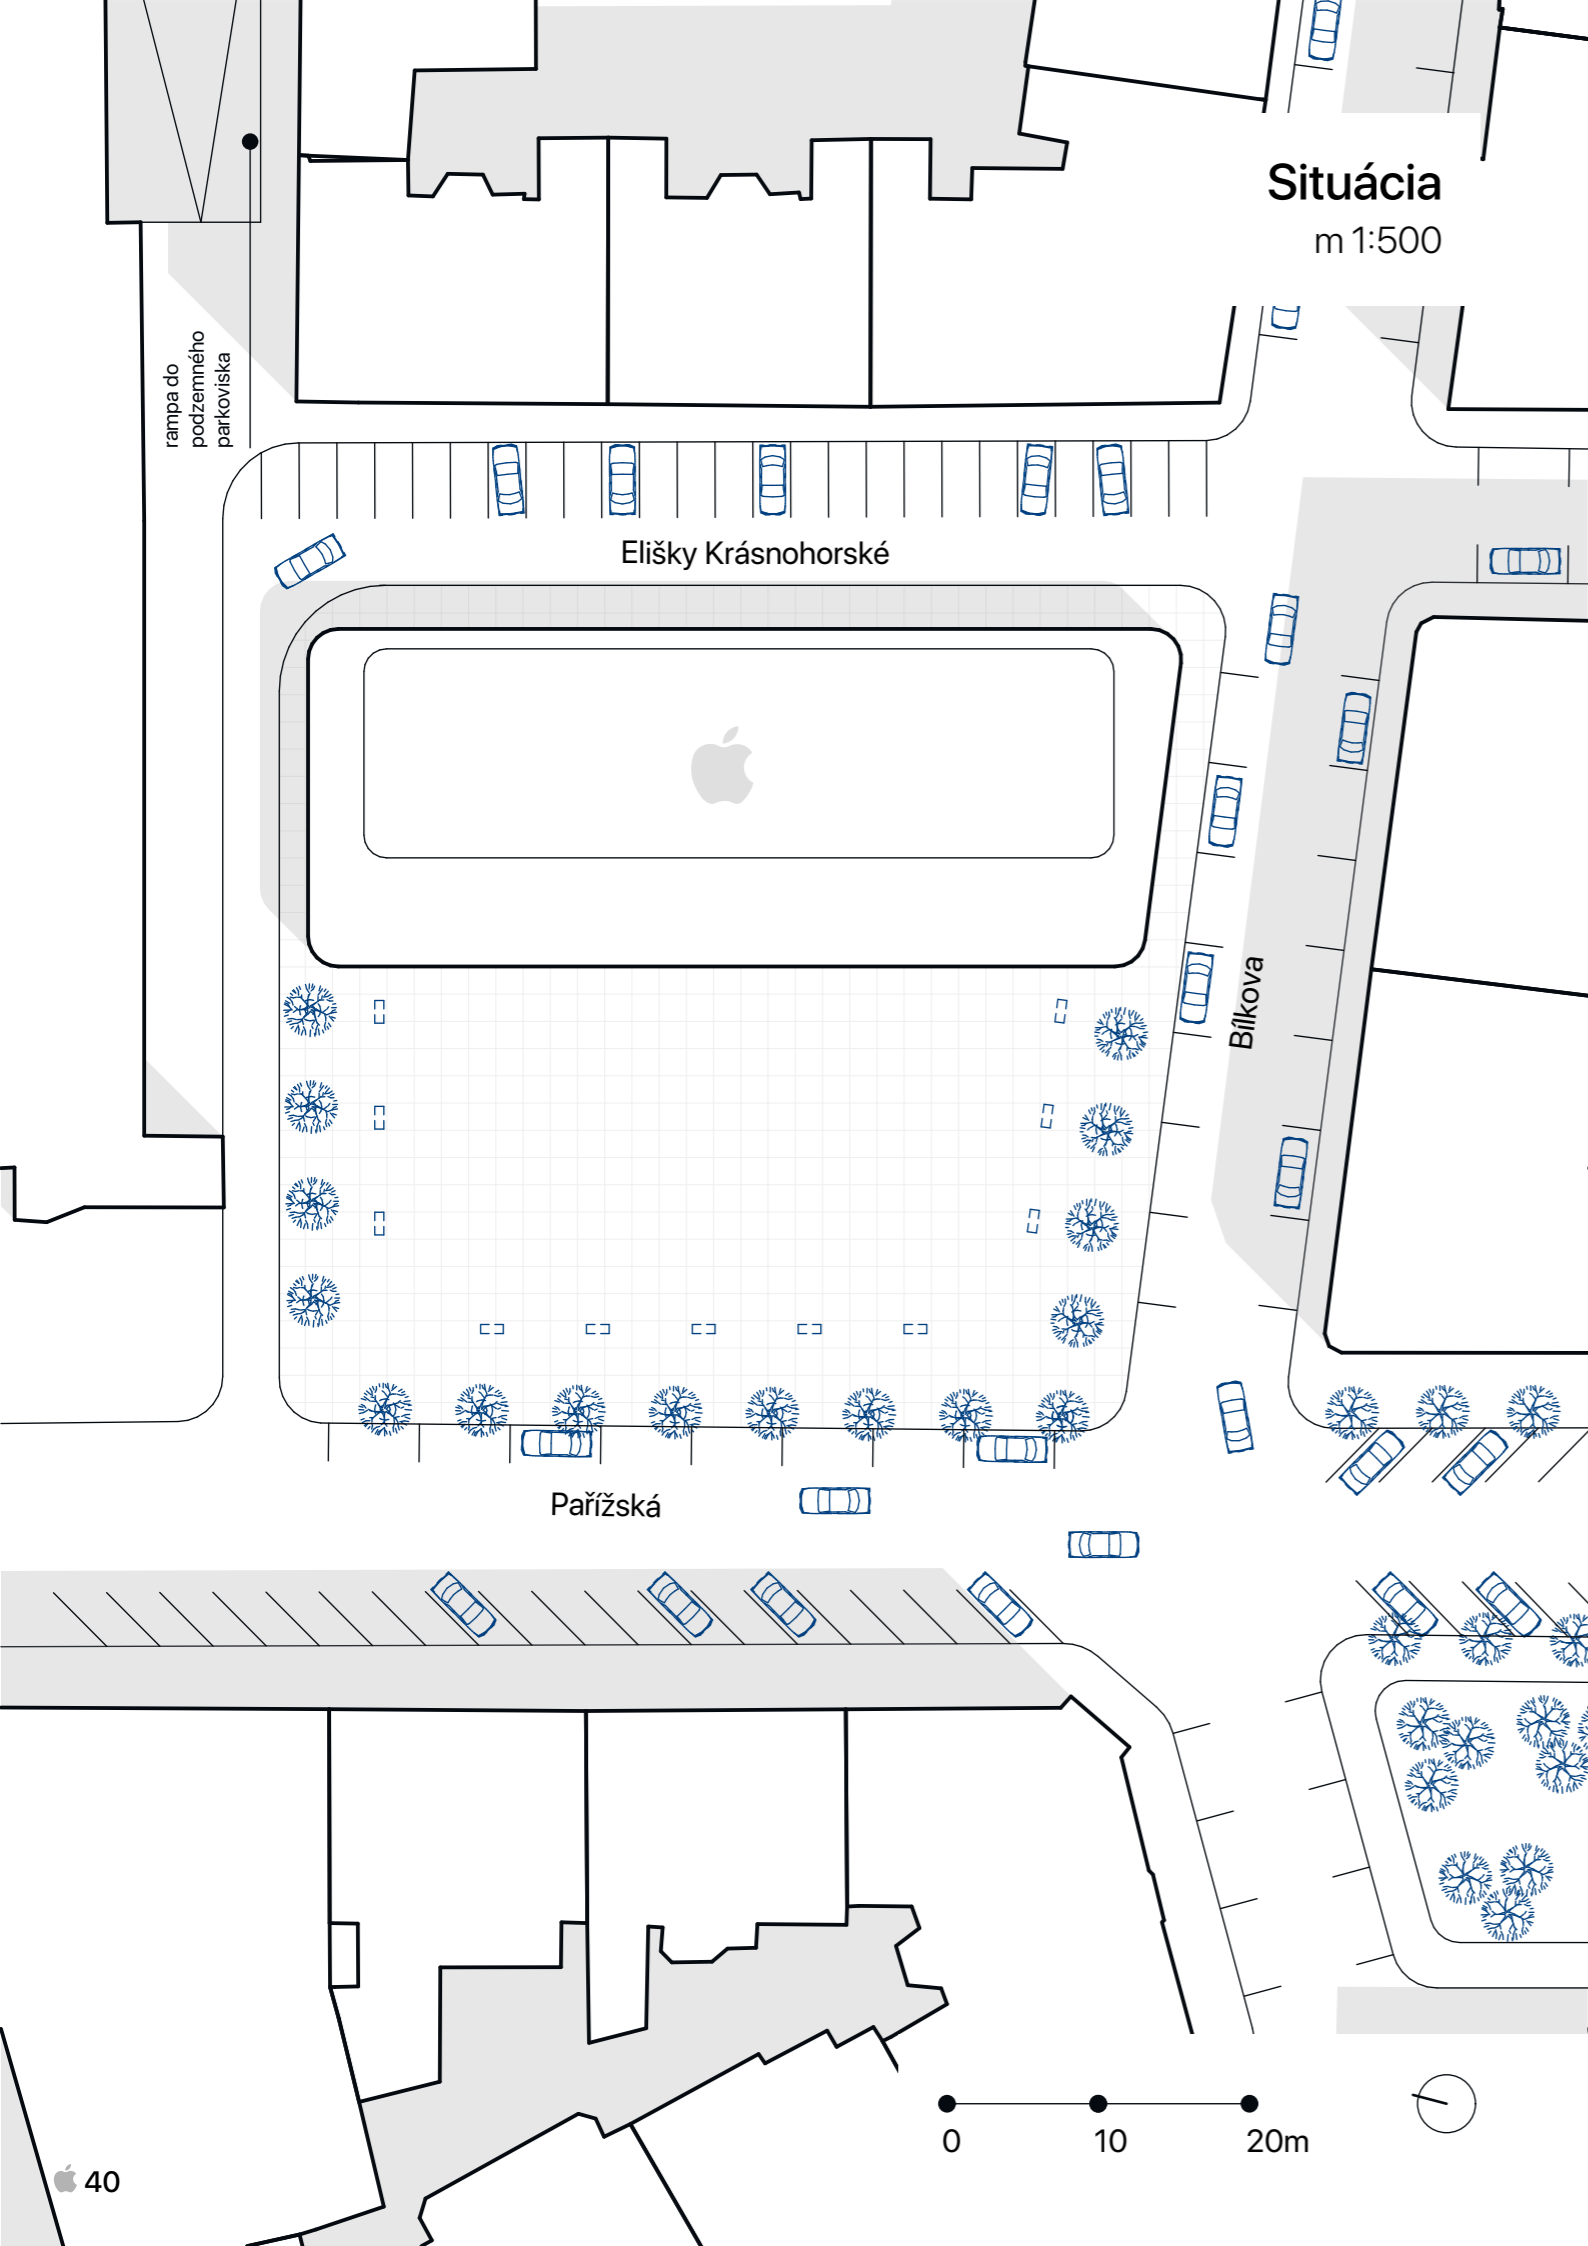 Situácia
m 1:500
rampa do
podzemného
parkoviska
Elišky Krásnohorské
Bílkova
Pařížská
0 10 20m
40